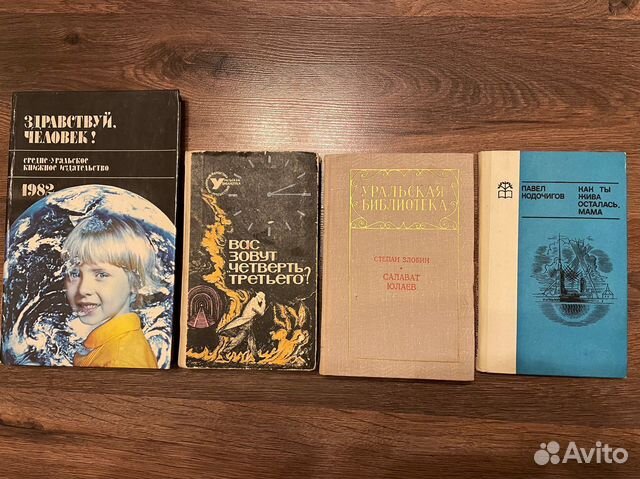 ЗДРАВСТВУЙ,
ЧЕЛОВЕК!
СРЕДНЕ-УРАЛЬСКОЕ
КНИЖНОЕ ИЗДАТЕЛЬСТВО
1982
ВАС
ЗОВУТ
ЧЕТВЕРТЬ
ТРЕТЬЕГО?
УРАЛЬСКАЯ
БИБЛИОТЕКА
СТЕПАН ЗЛОБИН
САЛАВАТ
ЮЛАЕВ
ПАВЕЛ
КОДОЧИГОВ
КАК ТЫ
ЖИВА
ОСТАЛАСЬ,
МАМА
Avito